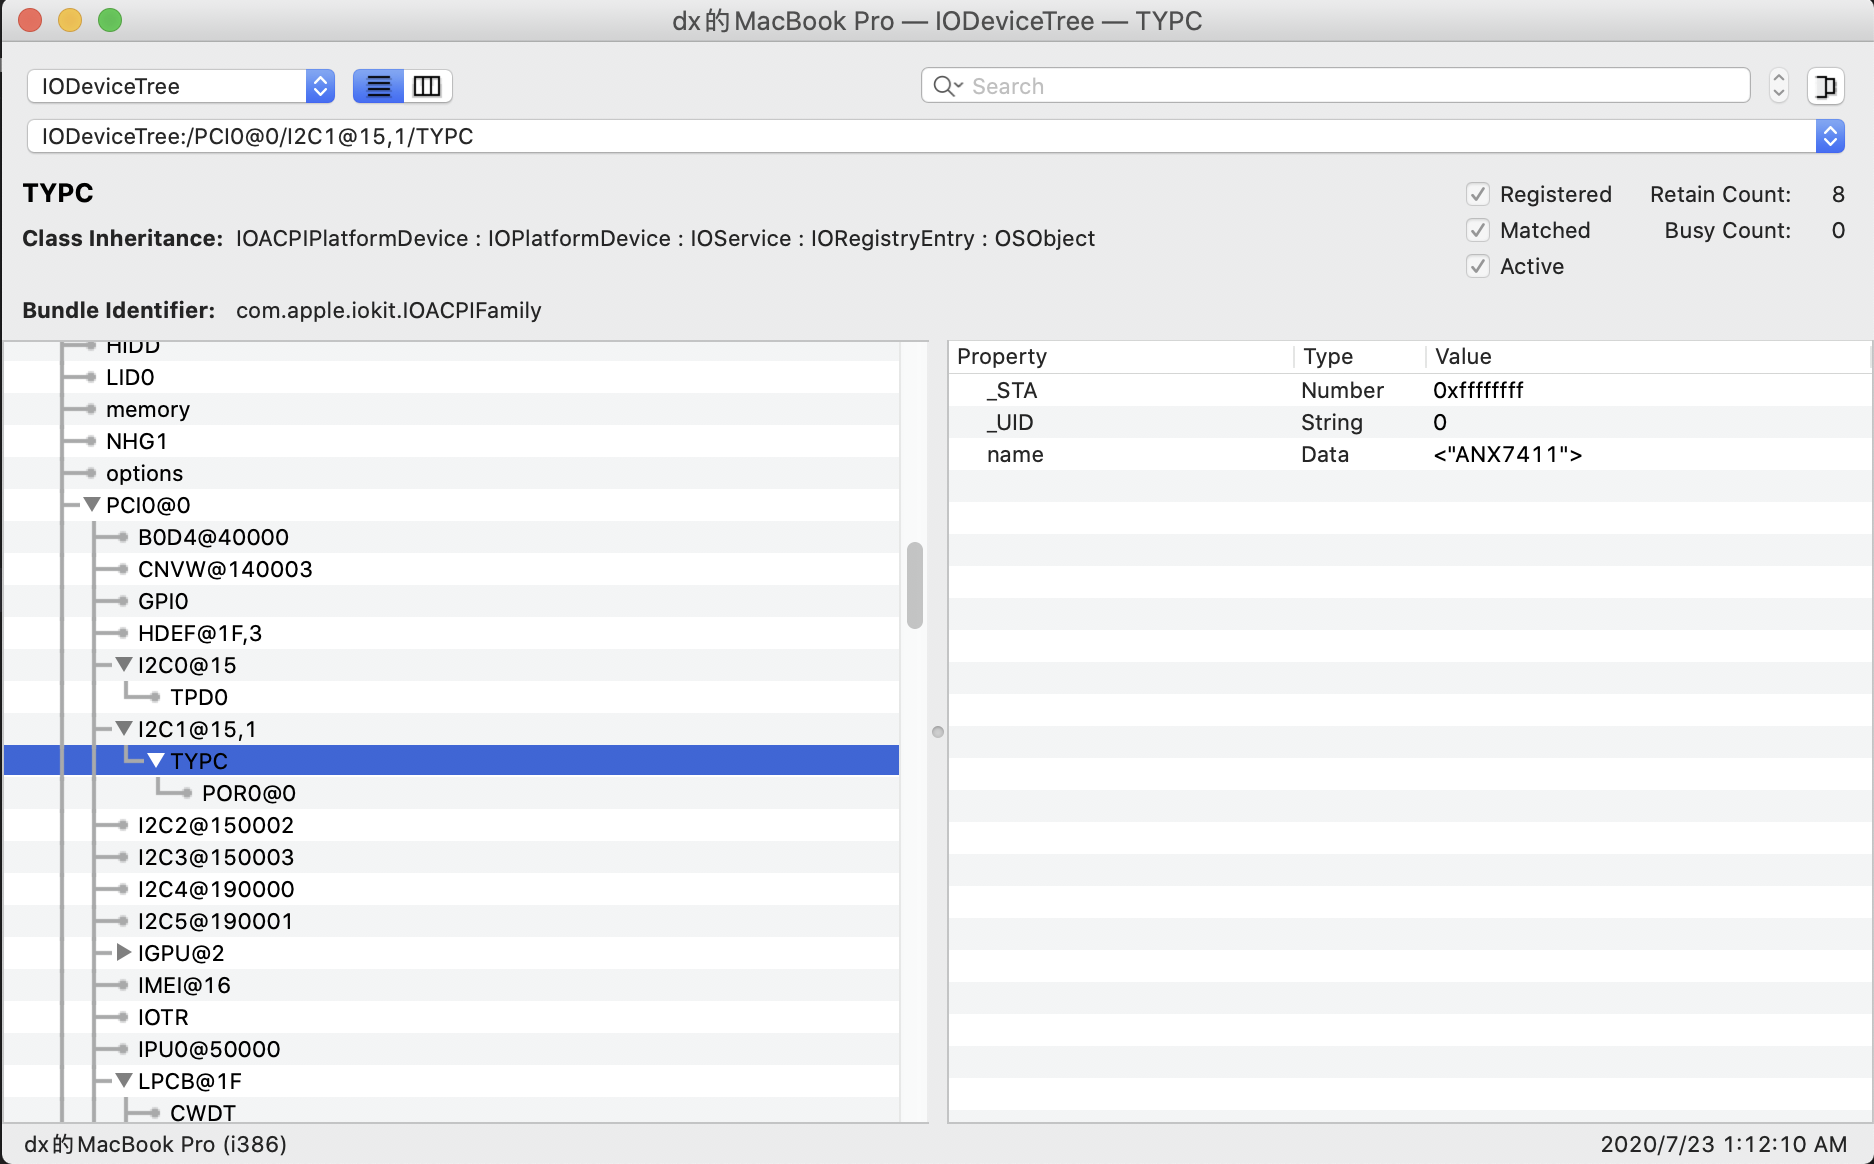 dx的MacBook Pro — IODeviceTree — TYPC
IODeviceTree
Search
IODeviceTree:/PCI0@0/I2C1@15,1/TYPC
TYPC
Registered Retain Count: 8
Class Inheritance: IOACPIPlatformDevice : IOPlatformDevice : IOService : IORegistryEntry : OSObject
Matched Busy Count: 0
Active
Bundle Identifier: com.apple.iokit.IOACPIFamily
HIDD
LID0
memory
NHG1
options
PCI0@0
B0D4@40000
CNVW@140003
GPI0
HDEF@1F,3
I2C0@15
TPD0
I2C1@15,1
TYPC
POR0@0
I2C2@150002
I2C3@150003
I2C4@190000
I2C5@190001
IGPU@2
IMEI@16
IOTR
IPU0@50000
LPCB@1F
CWDT
Property Type Value
_STA Number 0xffffffff
_UID String 0
name Data <"ANX7411">
dx的MacBook Pro (i386)
2020/7/23 1:12:10 AM